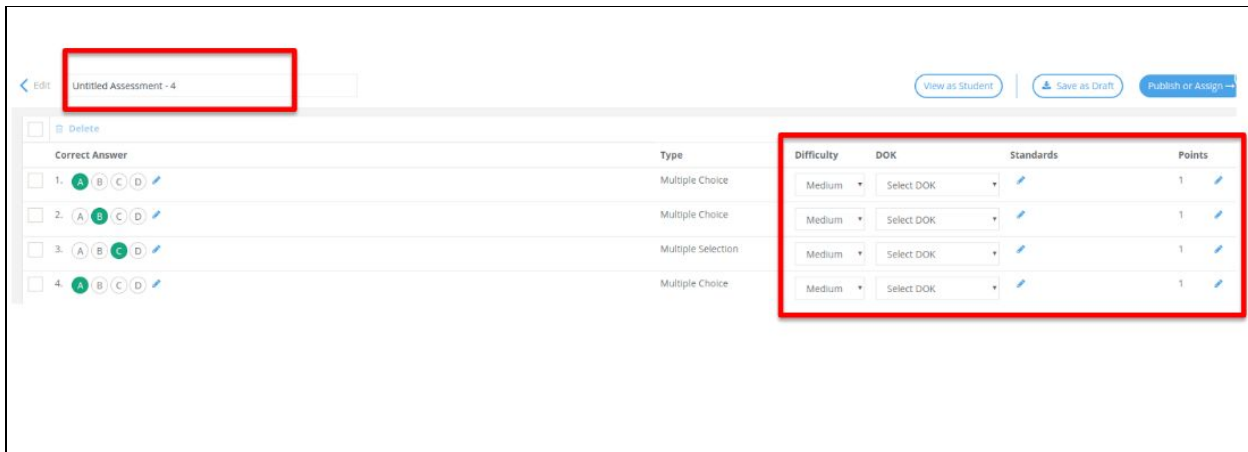 Edit Untitled Assessment - 4 View as Student Save as Draft Publish or Assign →
Delete
Correct Answer Type Difficulty DOK Standards Points
1. A B C D Multiple Choice Medium Select DOK 1
2. A B C D Multiple Choice Medium Select DOK 1
3. A B C D Multiple Selection Medium Select DOK 1
4. A B C D Multiple Choice Medium Select DOK 1